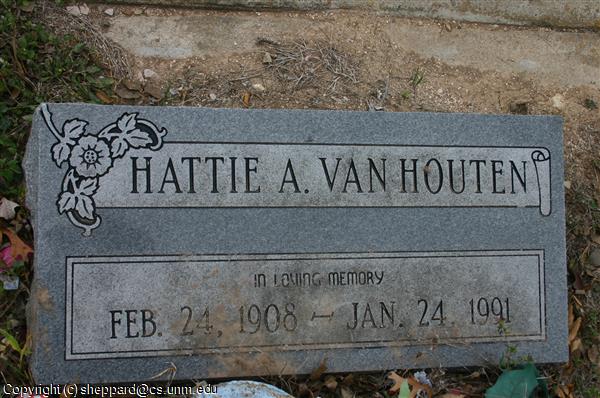 HATTIE A. VAN HOUTEN
IN LOVING MEMORY
FEB. 24, 1908 — JAN. 24, 1991
Copyright (c) sheppard@cs.unm.edu